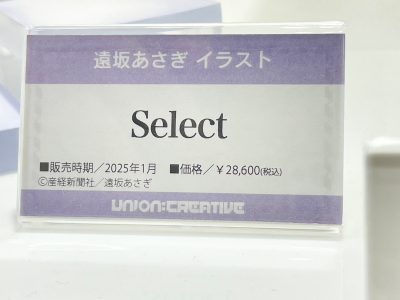 遠坂あさぎ イラスト
Select
■販売時期／2025年1月 ■価格／￥28,600(税込)
Ⓒ産経新聞社／遠坂あさぎ
UNION:CREATIVE